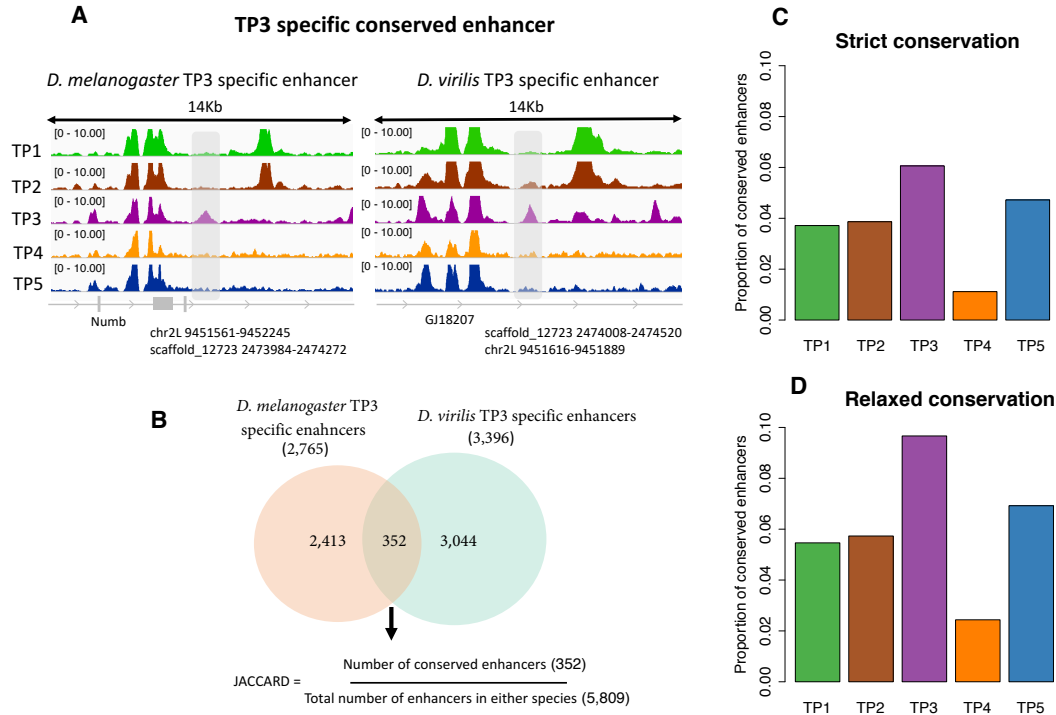 A
TP3 specific conserved enhancer
D. melanogaster TP3 specific enhancer
D. virilis TP3 specific enhancer
14Kb
14Kb
TP1
[0 - 10.00]
[0 - 10.00]
TP2
[0 - 10.00]
[0 - 10.00]
TP3
[0 - 10.00]
[0 - 10.00]
TP4
[0 - 10.00]
[0 - 10.00]
TP5
[0 - 10.00]
[0 - 10.00]
Numb
chr2L 9451561-9452245
scaffold_12723 2473984-2474272
GJ18207
scaffold_12723 2474008-2474520
chr2L 9451616-9451889
B
D. melanogaster TP3
specific enahncers
(2,765)
D. virilis TP3 specific enhancers
(3,396)
2,413
352
3,044
JACCARD =
Number of conserved enhancers (352)
Total number of enhancers in either species (5,809)
C
Strict conservation
Proportion of conserved enhancers
0.10
0.08
0.06
0.04
0.02
0.00
TP1 TP2 TP3 TP4 TP5
D
Relaxed conservation
Proportion of conserved enhancers
0.10
0.08
0.06
0.04
0.02
0.00
TP1 TP2 TP3 TP4 TP5